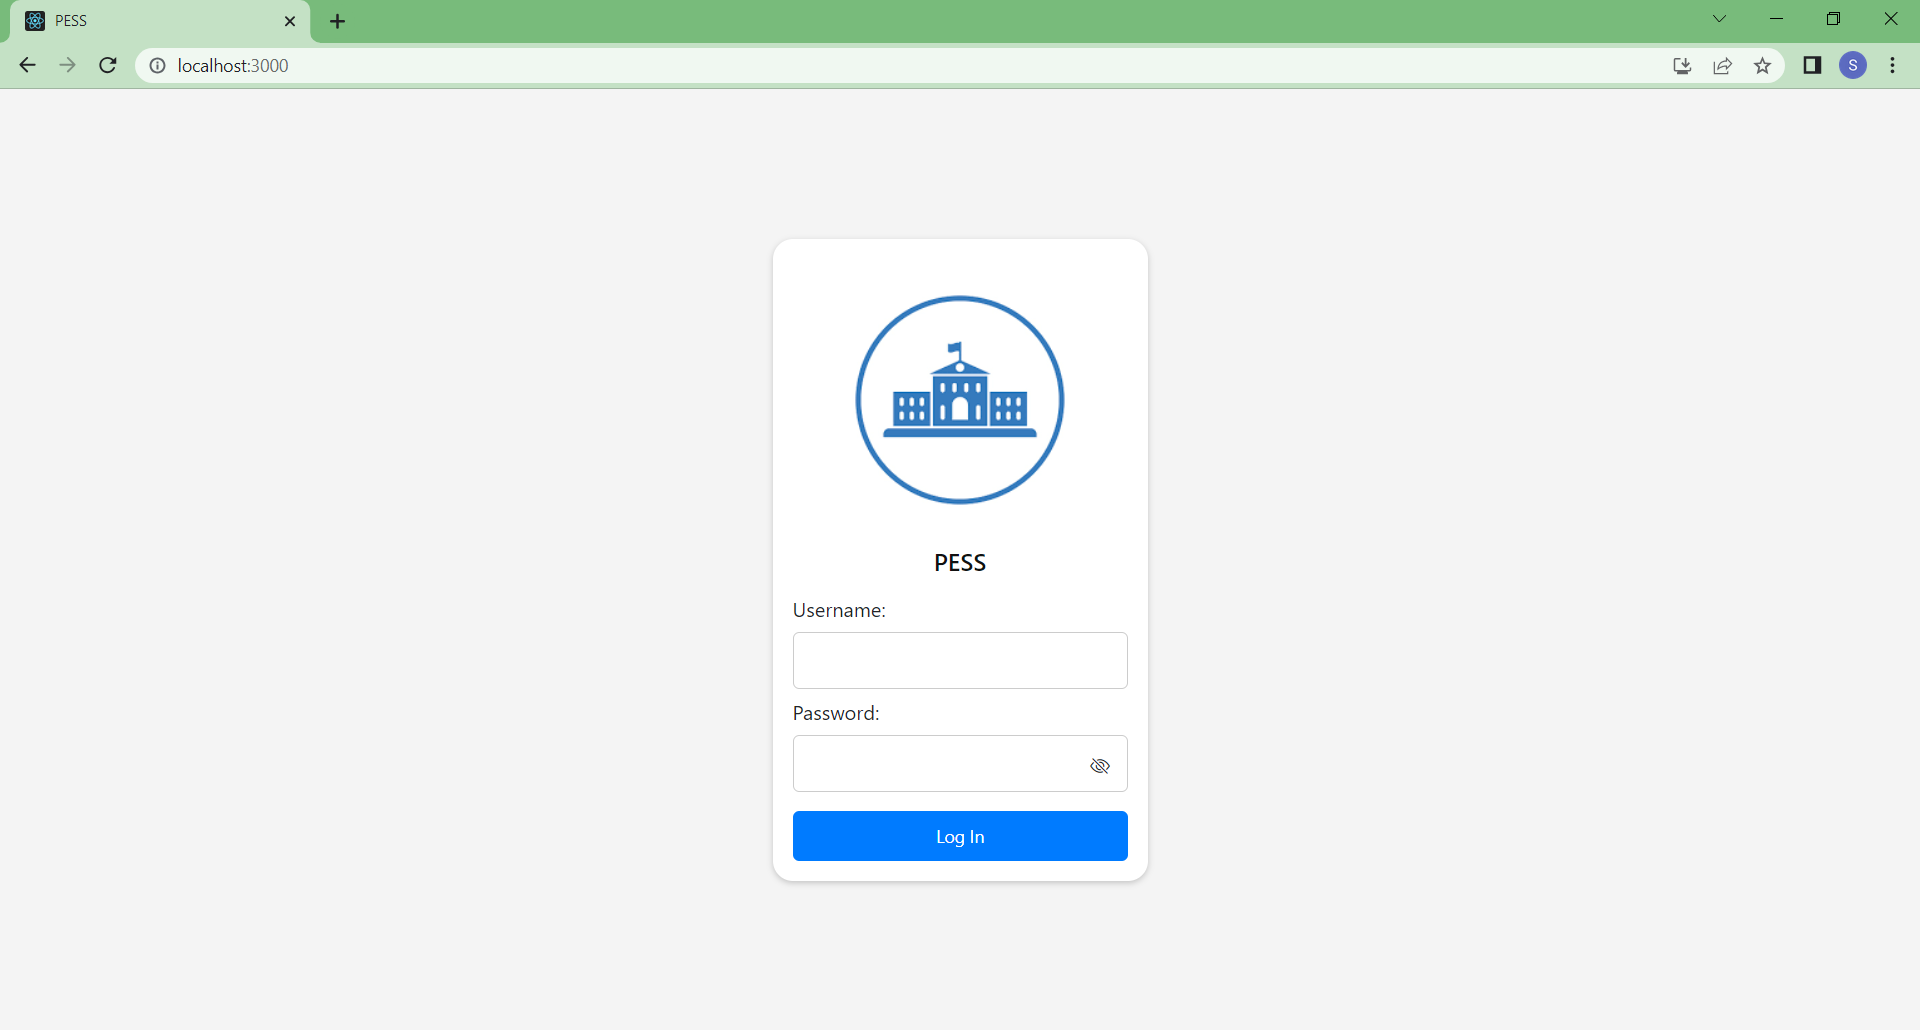 PESS
localhost:3000
S
PESS
Username:
Password:
Log In